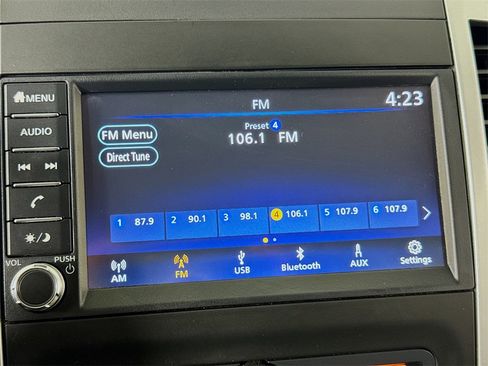 MENU
AUDIO
VOL
PUSH
FM
4:23
FM Menu
Direct Tune
Preset 4
106.1 FM
1 87.9 2 90.1 3 98.1 4 106.1 5 107.9 6 107.9
AM FM USB Bluetooth AUX Settings